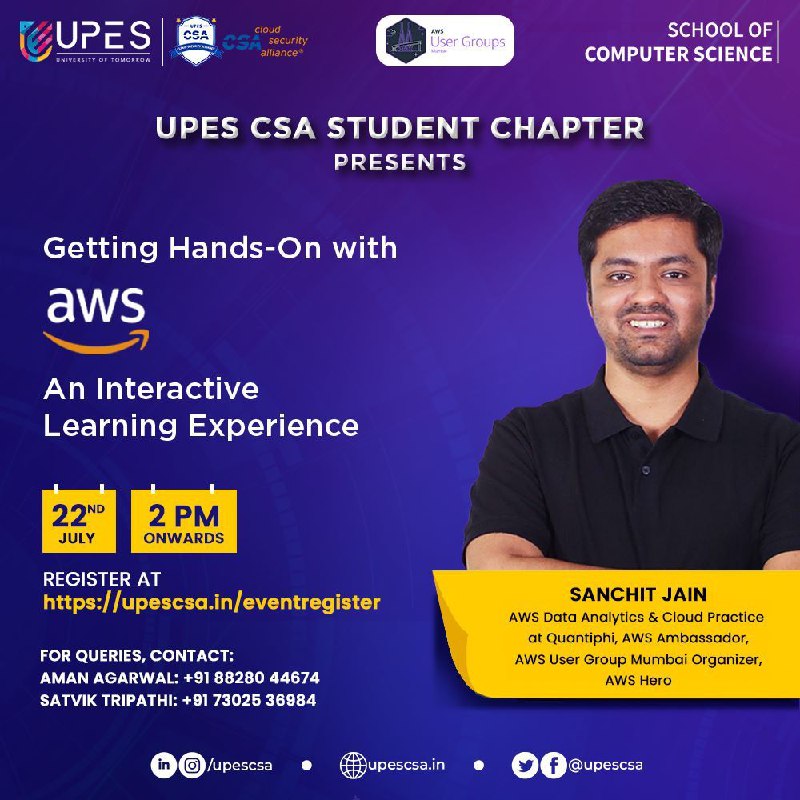 UPES
UNIVERSITY OF TOMORROW
UPES
CSA
CSA cloud security alliance®
AWS
User Groups
SCHOOL OF
COMPUTER SCIENCE
UPES CSA STUDENT CHAPTER
PRESENTS
Getting Hands-On with
aws
An Interactive
Learning Experience
22ND
JULY
2 PM
ONWARDS
REGISTER AT
https://upescsa.in/eventregister
FOR QUERIES, CONTACT:
AMAN AGARWAL: +91 88280 44674
SATVIK TRIPATHI: +91 73025 36984
SANCHIT JAIN
AWS Data Analytics & Cloud Practice
at Quantiphi, AWS Ambassador,
AWS User Group Mumbai Organizer,
AWS Hero
in /upescsa • upescsa.in • f @upescsa